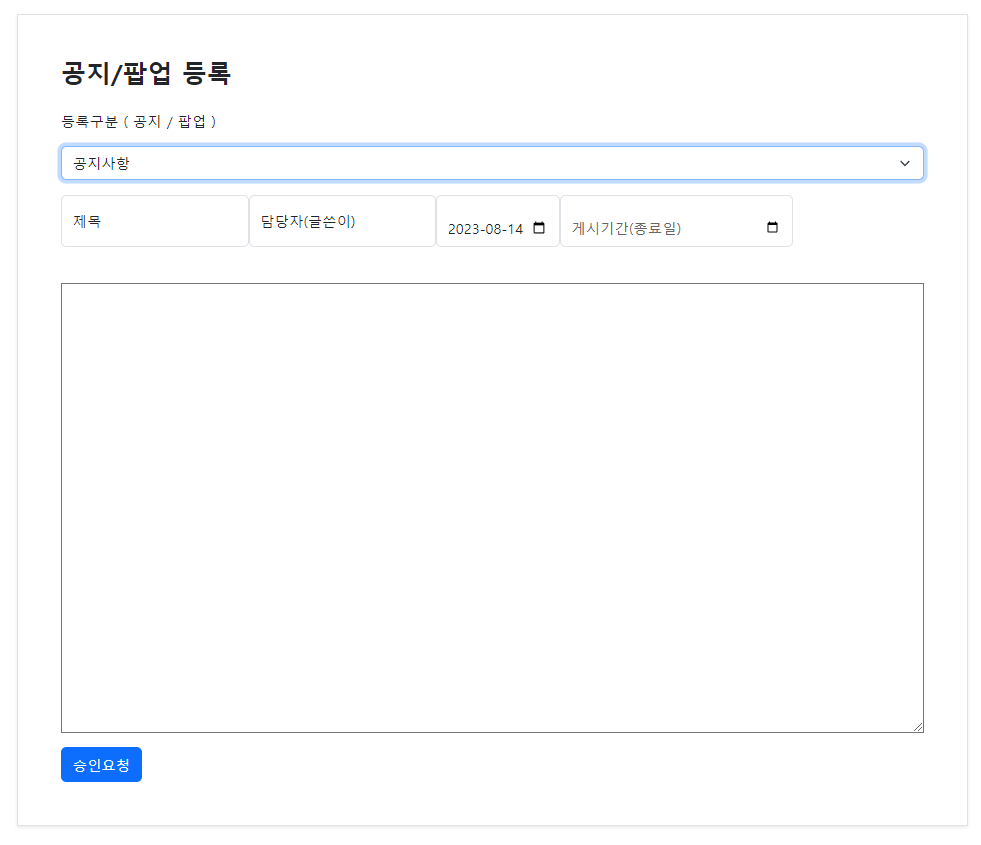 공지/팝업 등록
등록구분 ( 공지 / 팝업 )
공지사항
제목 담당자(글쓴이) 2023-08-14 게시기간(종료일)
승인요청